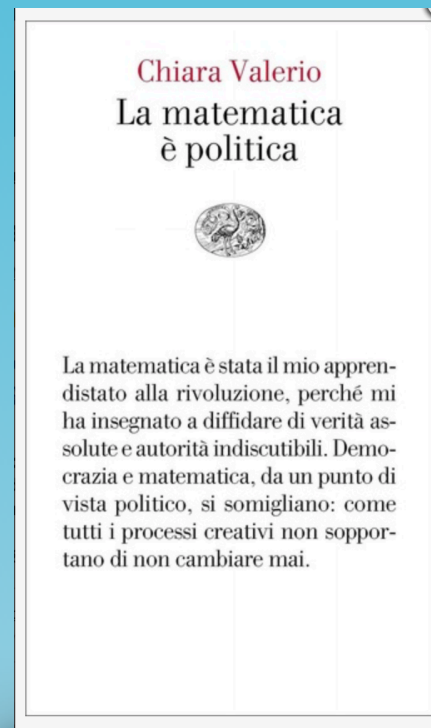 Chiara Valerio
La matematica
è politica
La matematica è stata il mio appren-
distato alla rivoluzione, perché mi
ha insegnato a diffidare di verità as-
solute e autorità indiscutibili. Demo-
crazia e matematica, da un punto di
vista politico, si somigliano: come
tutti i processi creativi non soppor-
tano di non cambiare mai.